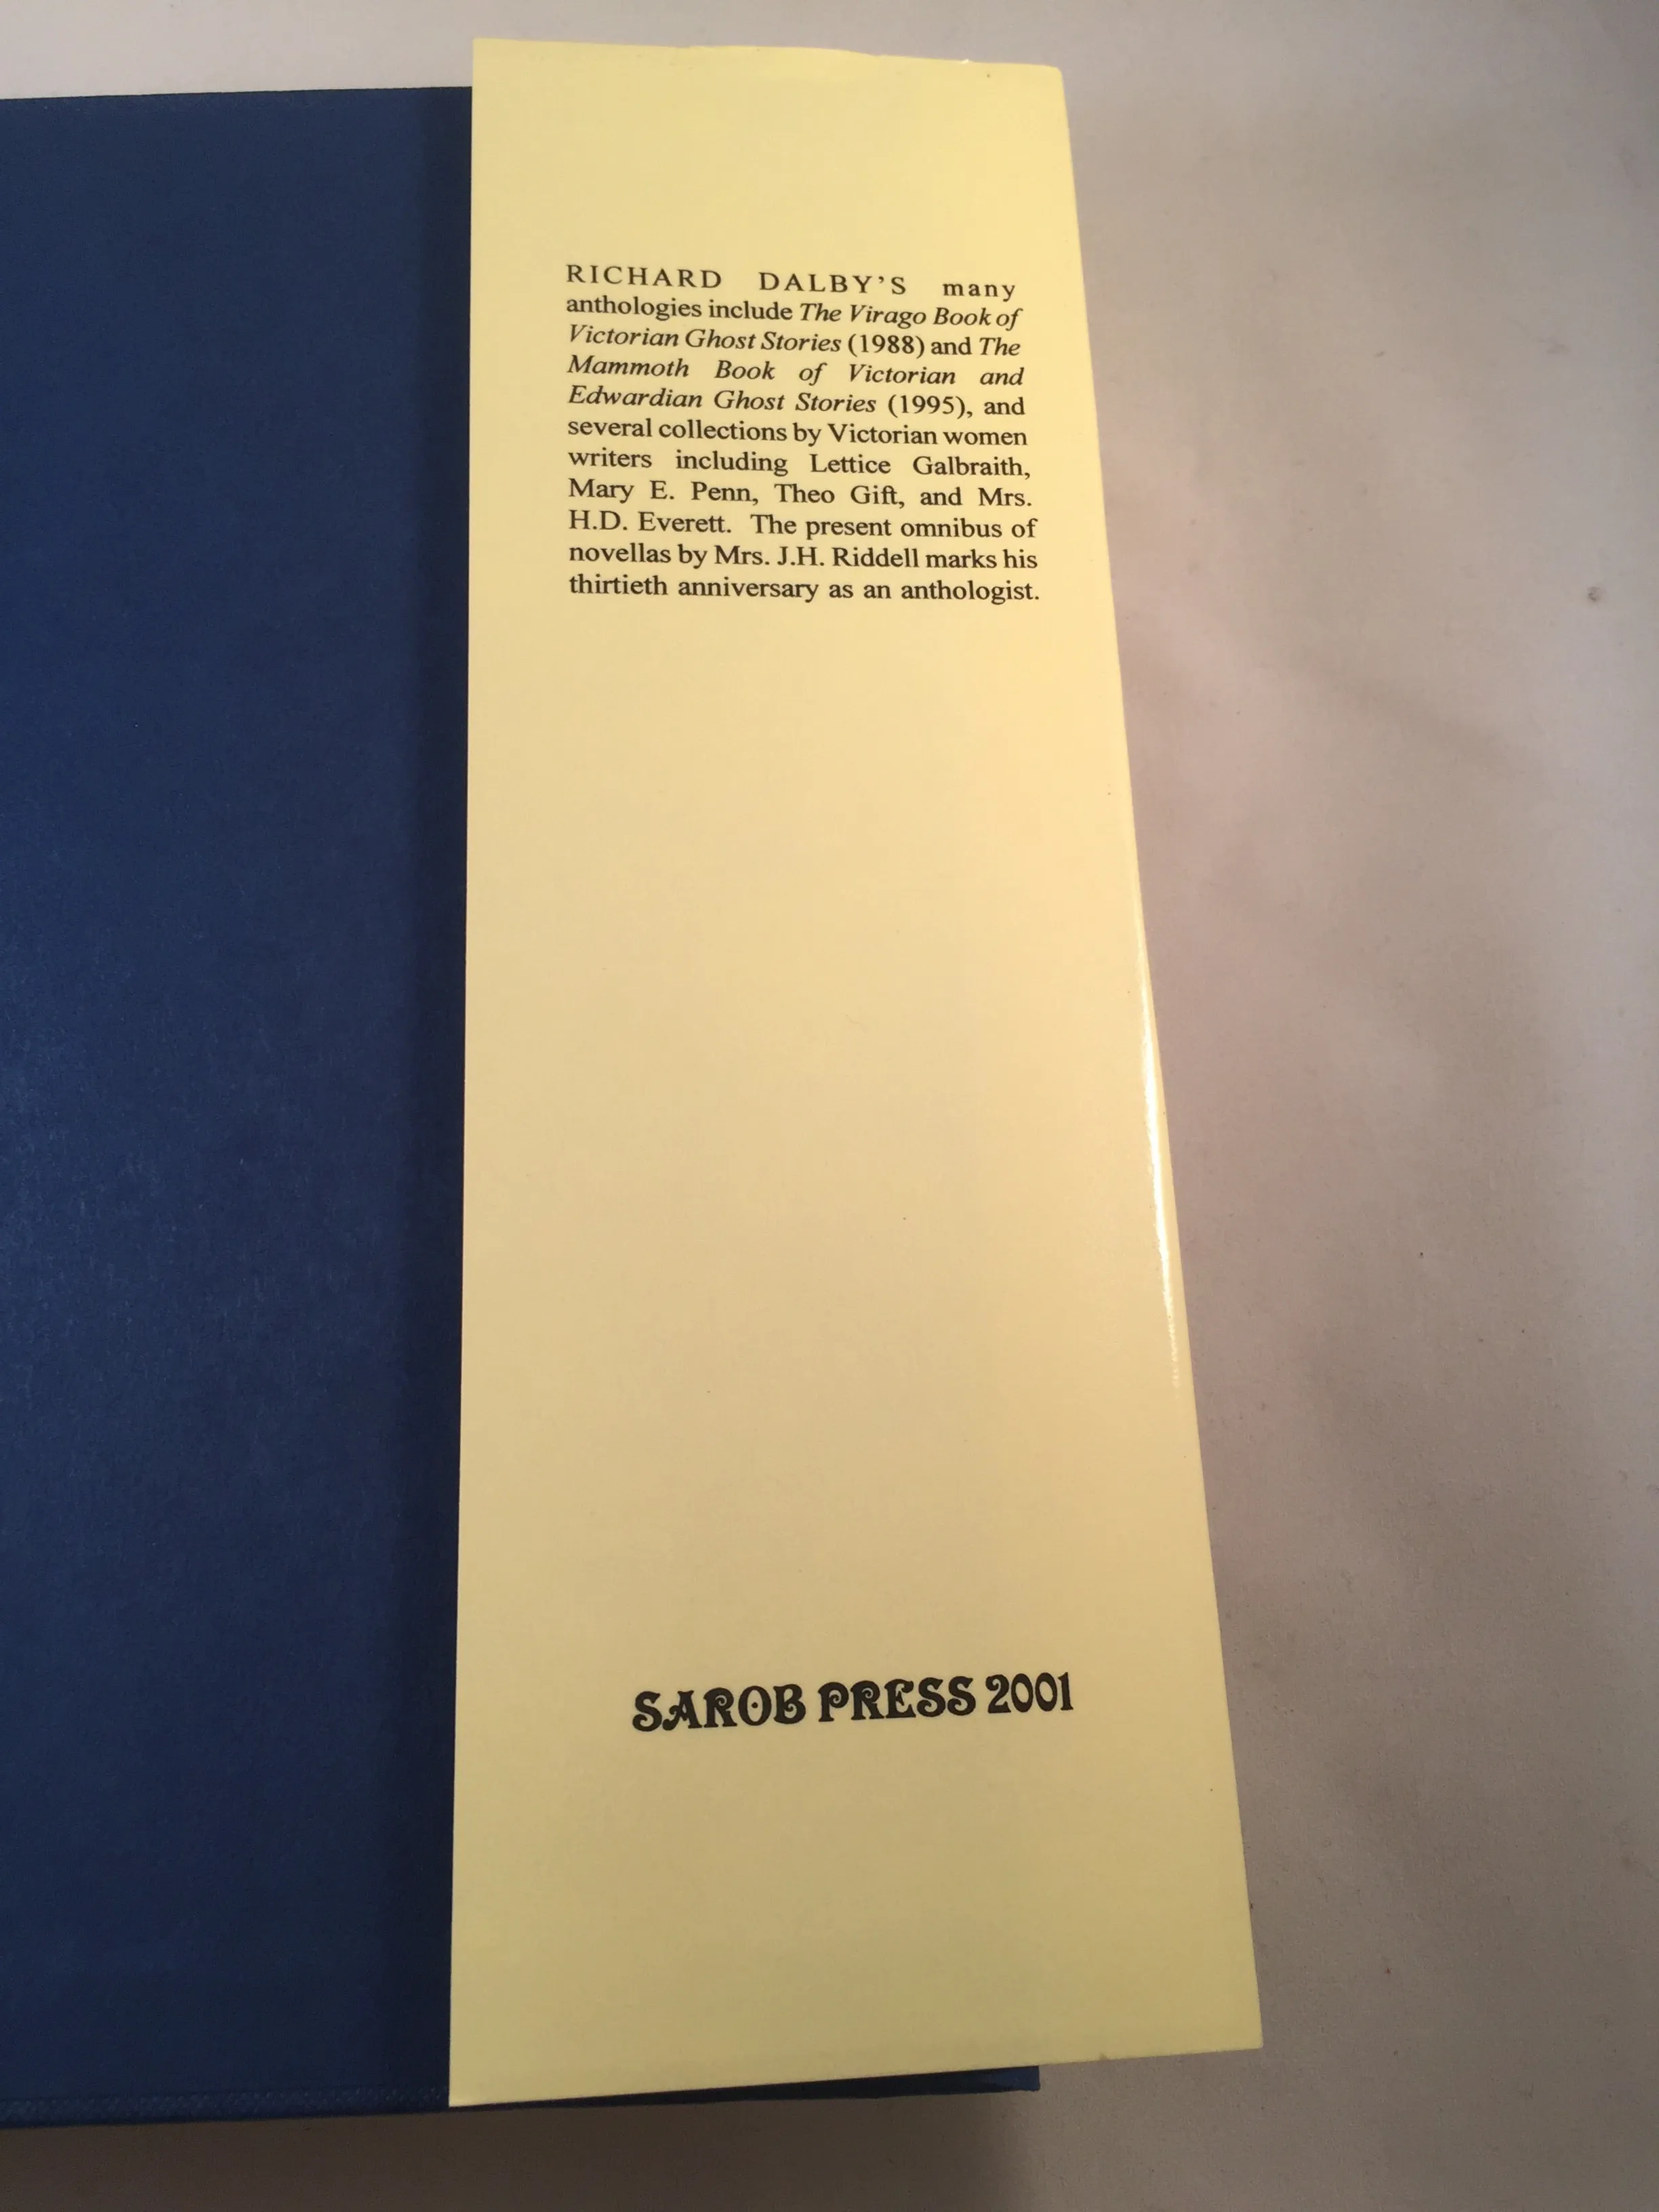 RICHARD DALBY'S many
anthologies include The Virago Book of
Victorian Ghost Stories (1988) and The
Mammoth Book of Victorian and
Edwardian Ghost Stories (1995), and
several collections by Victorian women
writers including Lettice Galbraith,
Mary E. Penn, Theo Gift, and Mrs.
H.D. Everett. The present omnibus of
novellas by Mrs. J.H. Riddell marks his
thirtieth anniversary as an anthologist.
SAROB PRESS 2001